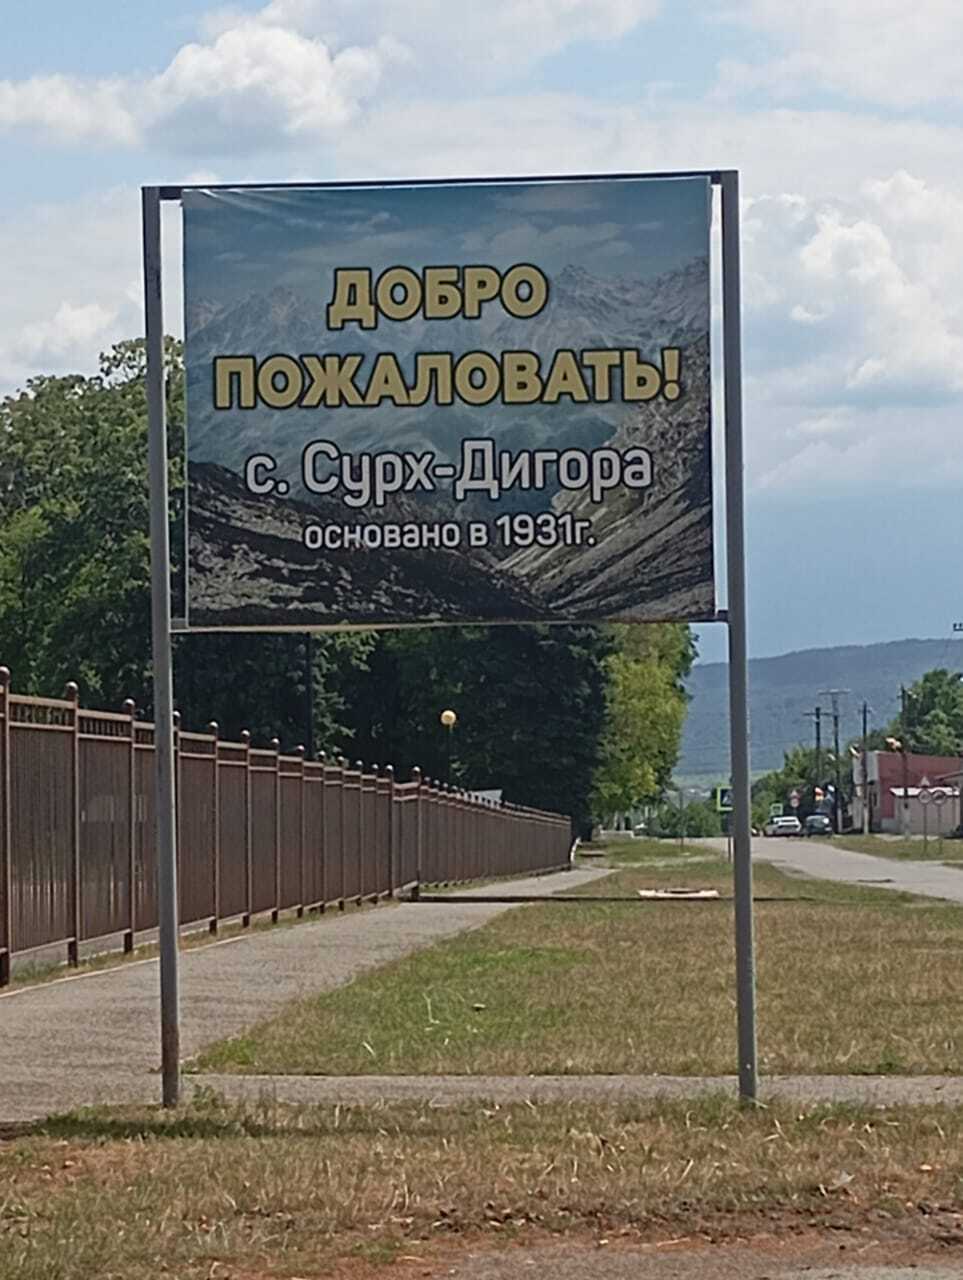 ДОБРО
ПОЖАЛОВАТЬ!
с. Сурх-Дигора
основано в 1931г.